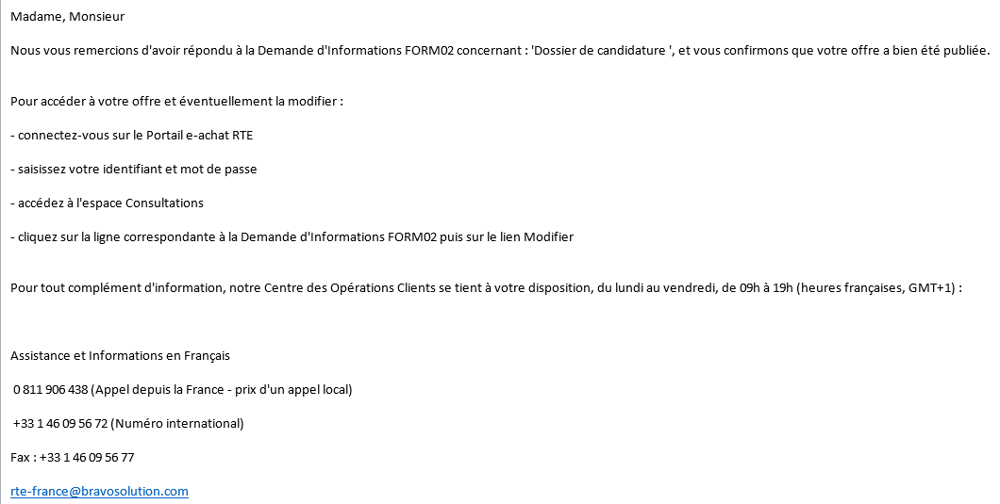 Madame, Monsieur
Nous vous remercions d'avoir répondu à la Demande d'Informations FORM02 concernant : 'Dossier de candidature ', et vous confirmons que votre offre a bien été publiée.
Pour accéder à votre offre et éventuellement la modifier :
- connectez-vous sur le Portail e-achat RTE
- saisissez votre identifiant et mot de passe
- accédez à l'espace Consultations
- cliquez sur la ligne correspondante à la Demande d'Informations FORM02 puis sur le lien Modifier
Pour tout complément d'information, notre Centre des Opérations Clients se tient à votre disposition, du lundi au vendredi, de 09h à 19h (heures françaises, GMT+1) :
Assistance et Informations en Français
0 811 906 438 (Appel depuis la France - prix d'un appel local)
+33 1 46 09 56 72 (Numéro international)
Fax : +33 1 46 09 56 77
rte-france@bravosolution.com